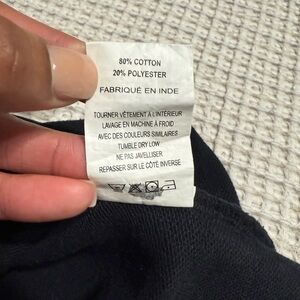 80% COTTON
20% POLYESTER
FABRIQUÉ EN INDE
TOURNER VÊTEMENT À L'INTÉRIEUR
LAVAGE EN MACHINE À FROID
AVEC DES COULEURS SIMILAIRES
TUMBLE DRY LOW
NE PAS JAVELLISER
REPASSER SUR LE CÔTÉ INVERSE